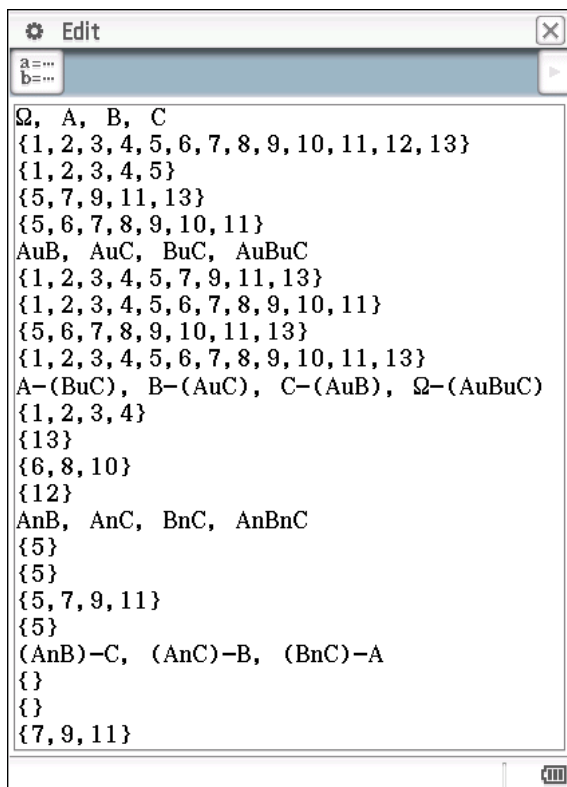 Edit
a=…
b=…
Ω, A, B, C
{1,2,3,4,5,6,7,8,9,10,11,12,13}
{1,2,3,4,5}
{5,7,9,11,13}
{5,6,7,8,9,10,11}
AuB, AuC, BuC, AuBuC
{1,2,3,4,5,7,9,11,13}
{1,2,3,4,5,6,7,8,9,10,11}
{5,6,7,8,9,10,11,13}
{1,2,3,4,5,6,7,8,9,10,11,13}
A−(BuC), B−(AuC), C−(AuB), Ω−(AuBuC)
{1,2,3,4}
{13}
{6,8,10}
{12}
AnB, AnC, BnC, AnBnC
{5}
{5}
{5,7,9,11}
{5}
(AnB)−C, (AnC)−B, (BnC)−A
{}
{}
{7,9,11}